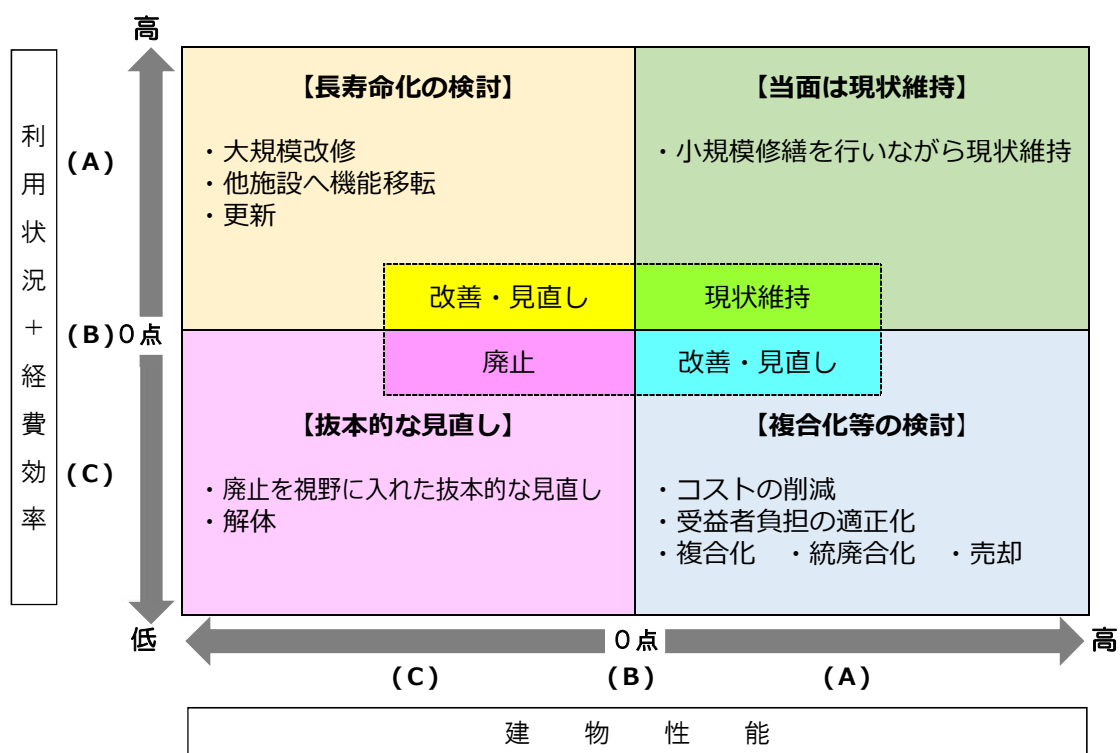 高
利用状況＋経費効率
(A)
(B)
(C)
0点
低
【長寿命化の検討】
・大規模改修
・他施設へ機能移転
・更新
【当面は現状維持】
・小規模修繕を行いながら現状維持
改善・見直し
現状維持
廃止
改善・見直し
【抜本的な見直し】
・廃止を視野に入れた抜本的な見直し
・解体
【複合化等の検討】
・コストの削減
・受益者負担の適正化
・複合化　・統廃合化　・売却
0点
高
(C)
(B)
(A)
建物性能